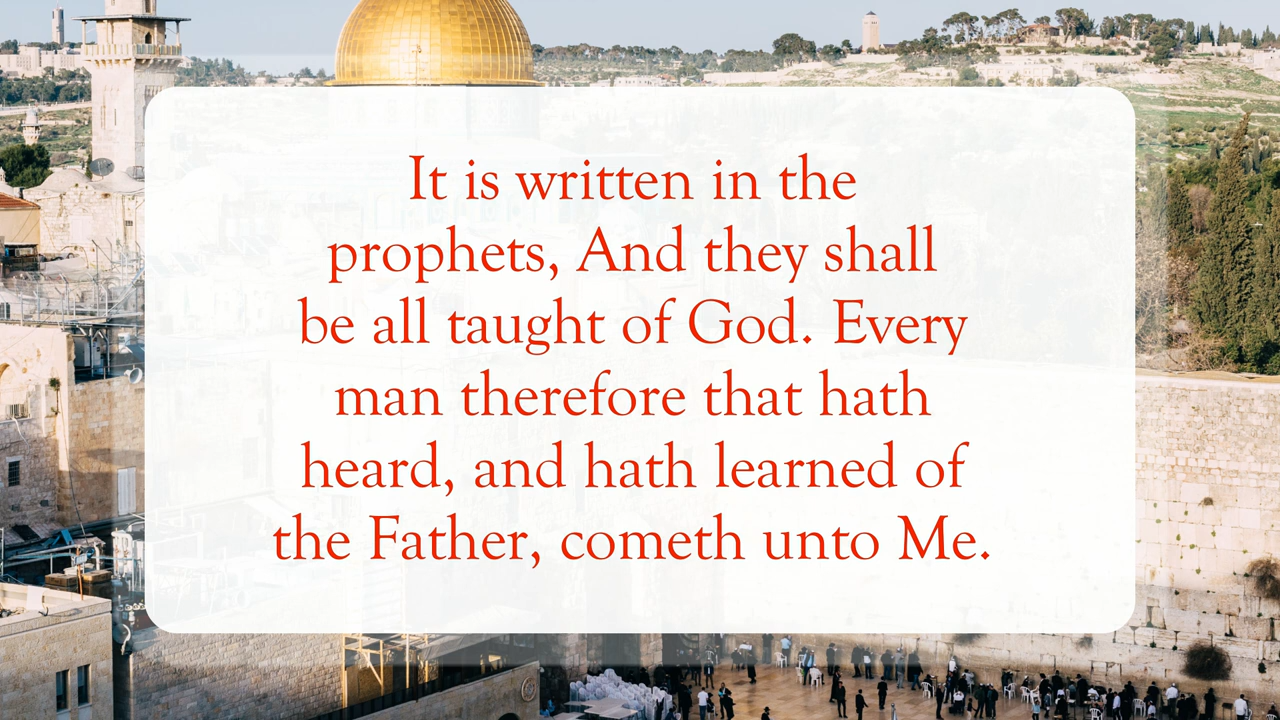 It is written in the
prophets, And they shall
be all taught of God. Every
man therefore that hath
heard, and hath learned of
the Father, cometh unto Me.